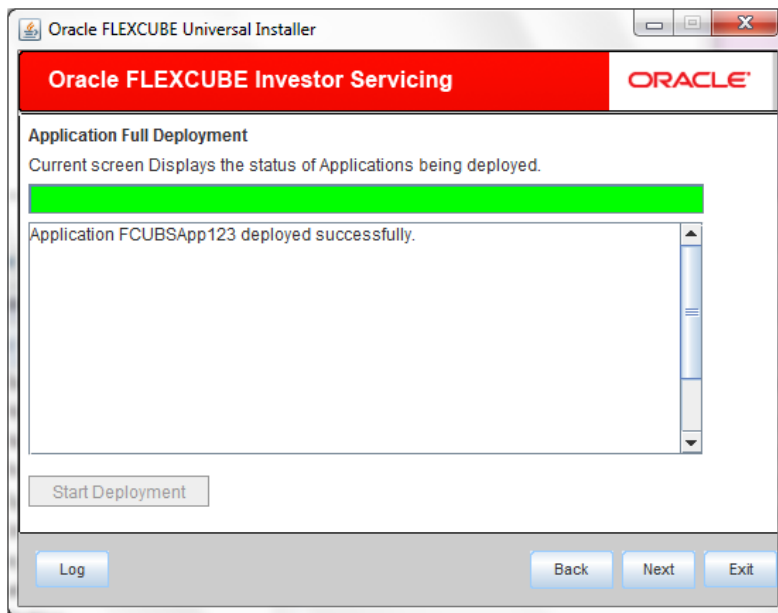 Oracle FLEXCUBE Universal Installer
Oracle FLEXCUBE Investor Servicing
ORACLE
Application Full Deployment
Current screen Displays the status of Applications being deployed.
Application FCUBSApp123 deployed successfully.
Start Deployment
Log
Back
Next
Exit